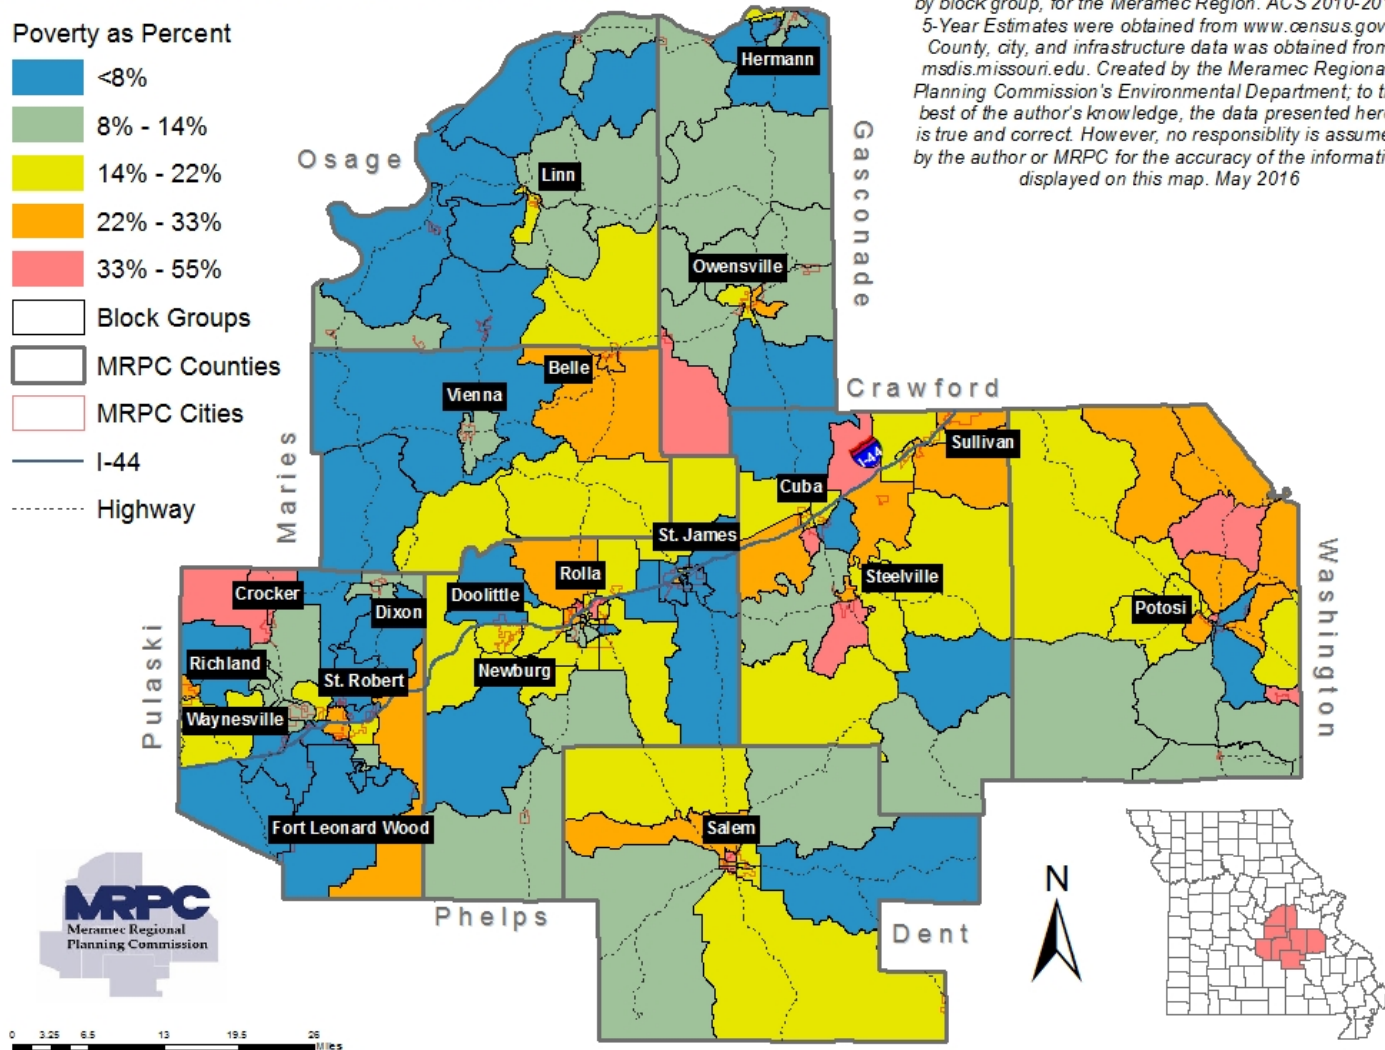 by block group, for the Meramec Region. ACS 2010-201
5-Year Estimates were obtained from www.census.gov
County, city, and infrastructure data was obtained from
msdis.missouri.edu. Created by the Meramec Regiona
Planning Commission's Environmental Department; to t
best of the author's knowledge, the data presented her
is true and correct. However, no responsiblity is assume
by the author or MRPC for the accuracy of the informati
displayed on this map. May 2016
Poverty as Percent
<8%
8% - 14%
14% - 22%
22% - 33%
33% - 55%
Block Groups
MRPC Counties
MRPC Cities
I-44
Highway
Hermann
Osage
Gasconade
Linn
Owensville
Belle
Crawford
Vienna
Maries
Sullivan
I-44
Cuba
St. James
Washington
Crocker
Rolla
Steelville
Doolittle
Dixon
Potosi
Pulaski
Richland
Newburg
St. Robert
Waynesville
Fort Leonard Wood
Salem
Phelps
Dent
N
MRPC
Meramec Regional
Planning Commission
0 3.25 6.5 13 19.5 26
Miles